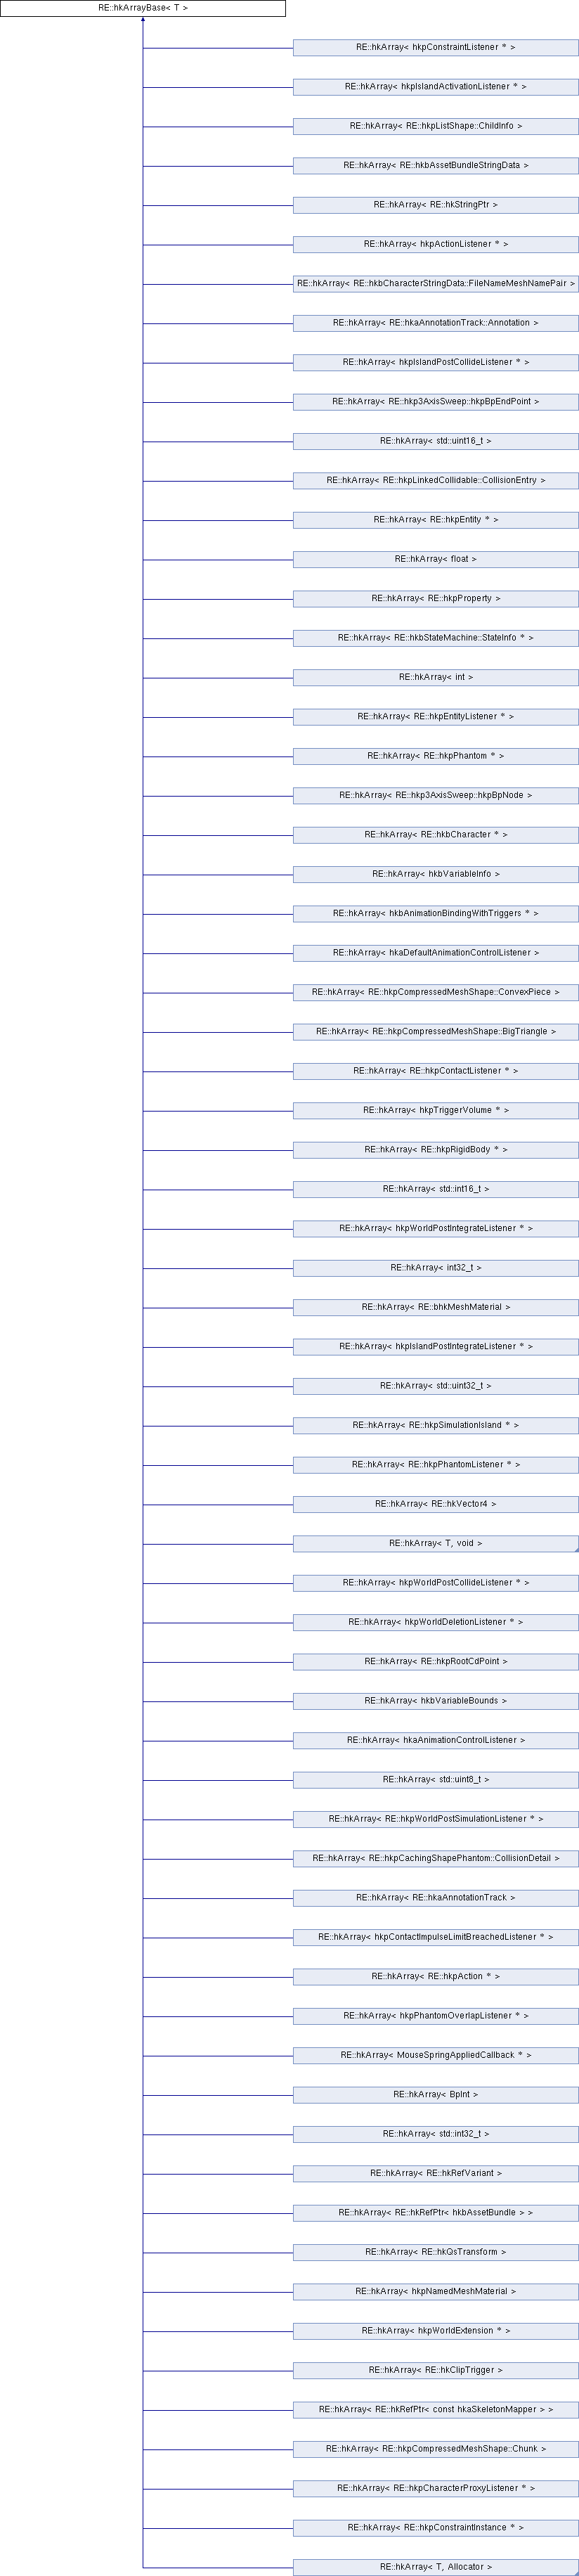 RE::hkArrayBase< T >
RE::hkArray< hkpConstraintListener * >
RE::hkArray< hkpIslandActivationListener * >
RE::hkArray< RE::hkpListShape::ChildInfo >
RE::hkArray< RE::hkbAssetBundleStringData >
RE::hkArray< RE::hkStringPtr >
RE::hkArray< hkpActionListener * >
RE::hkArray< RE::hkbCharacterStringData::FileNameMeshNamePair >
RE::hkArray< RE::hkaAnnotationTrack::Annotation >
RE::hkArray< hkpIslandPostCollideListener * >
RE::hkArray< RE::hkp3AxisSweep::hkpBpEndPoint >
RE::hkArray< std::uint16_t >
RE::hkArray< RE::hkpLinkedCollidable::CollisionEntry >
RE::hkArray< RE::hkpEntity * >
RE::hkArray< float >
RE::hkArray< RE::hkpProperty >
RE::hkArray< RE::hkbStateMachine::StateInfo * >
RE::hkArray< int >
RE::hkArray< RE::hkpEntityListener * >
RE::hkArray< RE::hkpPhantom * >
RE::hkArray< RE::hkp3AxisSweep::hkpBpNode >
RE::hkArray< RE::hkbCharacter * >
RE::hkArray< hkbVariableInfo >
RE::hkArray< hkbAnimationBindingWithTriggers * >
RE::hkArray< hkaDefaultAnimationControlListener >
RE::hkArray< RE::hkpCompressedMeshShape::ConvexPiece >
RE::hkArray< RE::hkpCompressedMeshShape::BigTriangle >
RE::hkArray< RE::hkpContactListener * >
RE::hkArray< hkpTriggerVolume * >
RE::hkArray< RE::hkpRigidBody * >
RE::hkArray< std::int16_t >
RE::hkArray< hkpWorldPostIntegrateListener * >
RE::hkArray< int32_t >
RE::hkArray< RE::bhkMeshMaterial >
RE::hkArray< hkpIslandPostIntegrateListener * >
RE::hkArray< std::uint32_t >
RE::hkArray< RE::hkpSimulationIsland * >
RE::hkArray< RE::hkpPhantomListener * >
RE::hkArray< RE::hkVector4 >
RE::hkArray< T, void >
RE::hkArray< hkpWorldPostCollideListener * >
RE::hkArray< hkpWorldDeletionListener * >
RE::hkArray< RE::hkpRootCdPoint >
RE::hkArray< hkbVariableBounds >
RE::hkArray< hkaAnimationControlListener >
RE::hkArray< std::uint8_t >
RE::hkArray< RE::hkpWorldPostSimulationListener * >
RE::hkArray< RE::hkpCachingShapePhantom::CollisionDetail >
RE::hkArray< RE::hkaAnnotationTrack >
RE::hkArray< hkpContactImpulseLimitBreachedListener * >
RE::hkArray< RE::hkpAction * >
RE::hkArray< hkpPhantomOverlapListener * >
RE::hkArray< MouseSpringAppliedCallback * >
RE::hkArray< BpInt >
RE::hkArray< std::int32_t >
RE::hkArray< RE::hkRefVariant >
RE::hkArray< RE::hkRefPtr< hkbAssetBundle > >
RE::hkArray< RE::hkQsTransform >
RE::hkArray< hkpNamedMeshMaterial >
RE::hkArray< hkpWorldExtension * >
RE::hkArray< RE::hkClipTrigger >
RE::hkArray< RE::hkRefPtr< const hkaSkeletonMapper > >
RE::hkArray< RE::hkpCompressedMeshShape::Chunk >
RE::hkArray< RE::hkpCharacterProxyListener * >
RE::hkArray< RE::hkpConstraintInstance * >
RE::hkArray< T, Allocator >